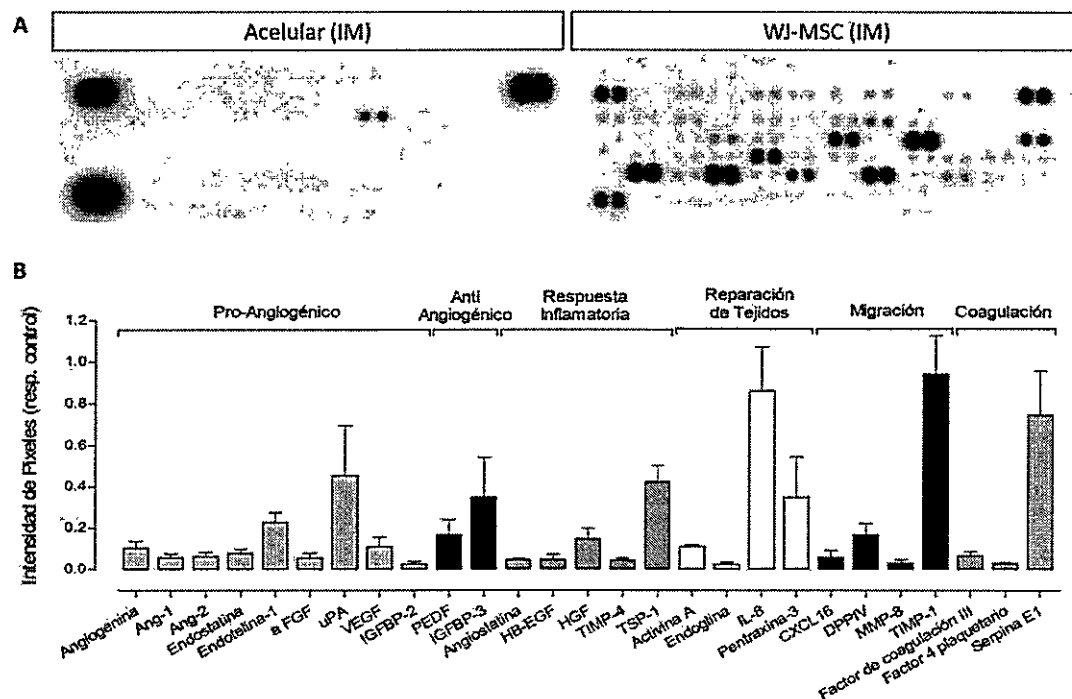 A
Acelular (IM)
WJ-MSC (IM)
B
Pro-Angiogénico
Anti
Angiogénico
Respuesta
Inflamatoria
Reparación
de Tejidos
Migración
Coagulación
Intensidad de Pixeles (resp. control)
1.2
1.0
0.8
0.6
0.4
0.2
0.0
Angiogénina
Ang-1
Ang-2
Endostatina
Endotelina-1
a FGF
uPA
VEGF
IGFBP-2
PEDF
IGFBP-3
Angiostatina
HB-EGF
HGF
TIMP-4
TSP-1
Activina A
Endoglina
IL-8
Pentraxina-3
CXCL16
DPPIV
MMP-8
TIMP-1
Factor de coagulación III
Factor 4 plaquetario
Serpina E1